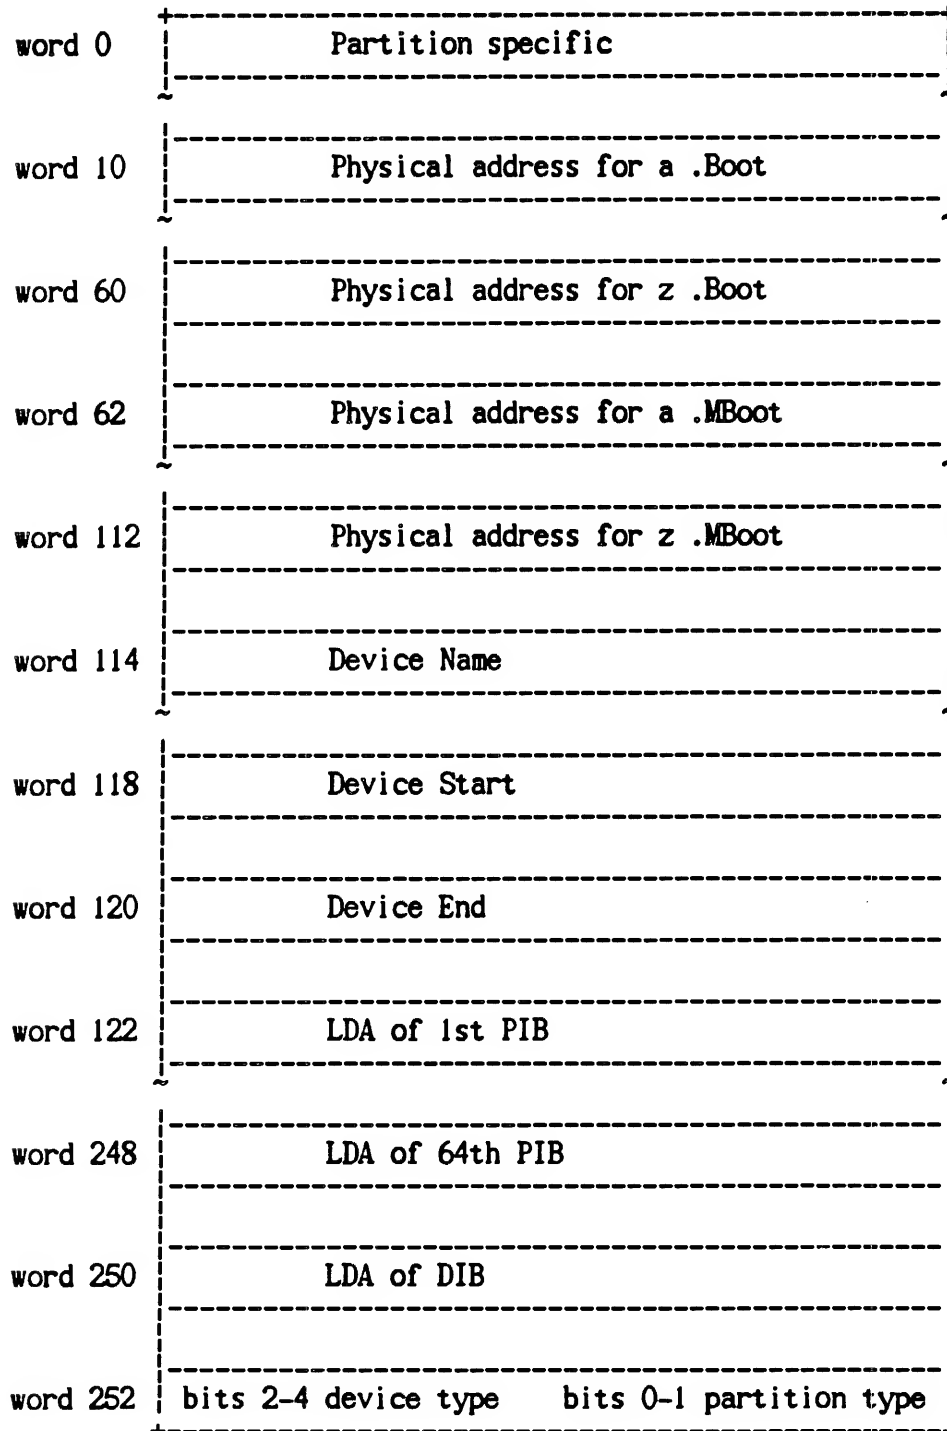 word 0 Partition specific
word 10 Physical address for a .Boot
word 60 Physical address for z .Boot
word 62 Physical address for a .MBoot
word 112 Physical address for z .MBoot
word 114 Device Name
word 118 Device Start
word 120 Device End
word 122 LDA of 1st PIB
word 248 LDA of 64th PIB
word 250 LDA of DIB
word 252 bits 2-4 device type bits 0-1 partition type